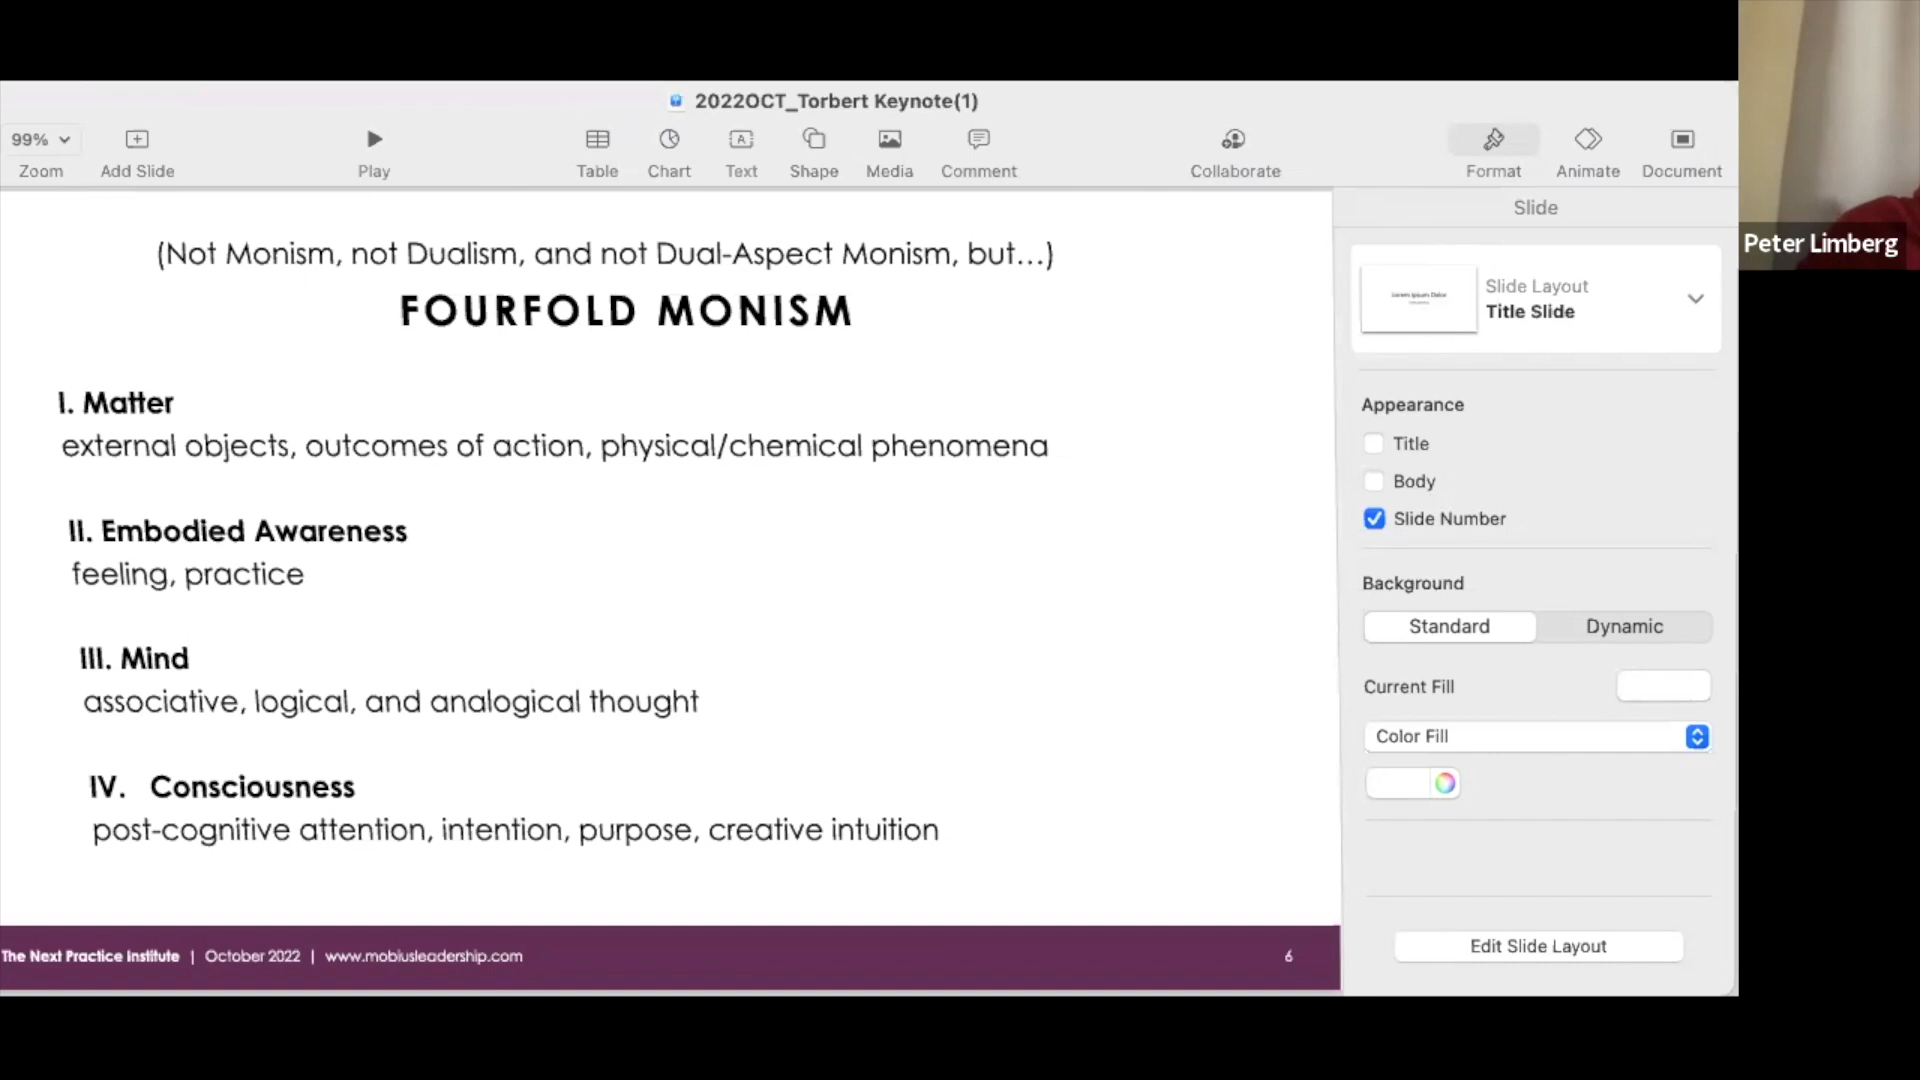 2022OCT_Torbert Keynote(1)
99%
Zoom
Add Slide
Play
Table
Chart
Text
Shape
Media
Comment
Collaborate
Format
Animate
Document
(Not Monism, not Dualism, and not Dual-Aspect Monism, but...)
FOURFOLD MONISM
I. Matter
external objects, outcomes of action, physical/chemical phenomena
II. Embodied Awareness
feeling, practice
III. Mind
associative, logical, and analogical thought
IV. Consciousness
post-cognitive attention, intention, purpose, creative intuition
The Next Practice Institute | October 2022 | www.mobiusleadership.com
6
Slide
Lorem Ipsum Dolor
Slide Layout
Title Slide
Appearance
Title
Body
Slide Number
Background
Standard
Dynamic
Current Fill
Color Fill
Edit Slide Layout
Peter Limberg